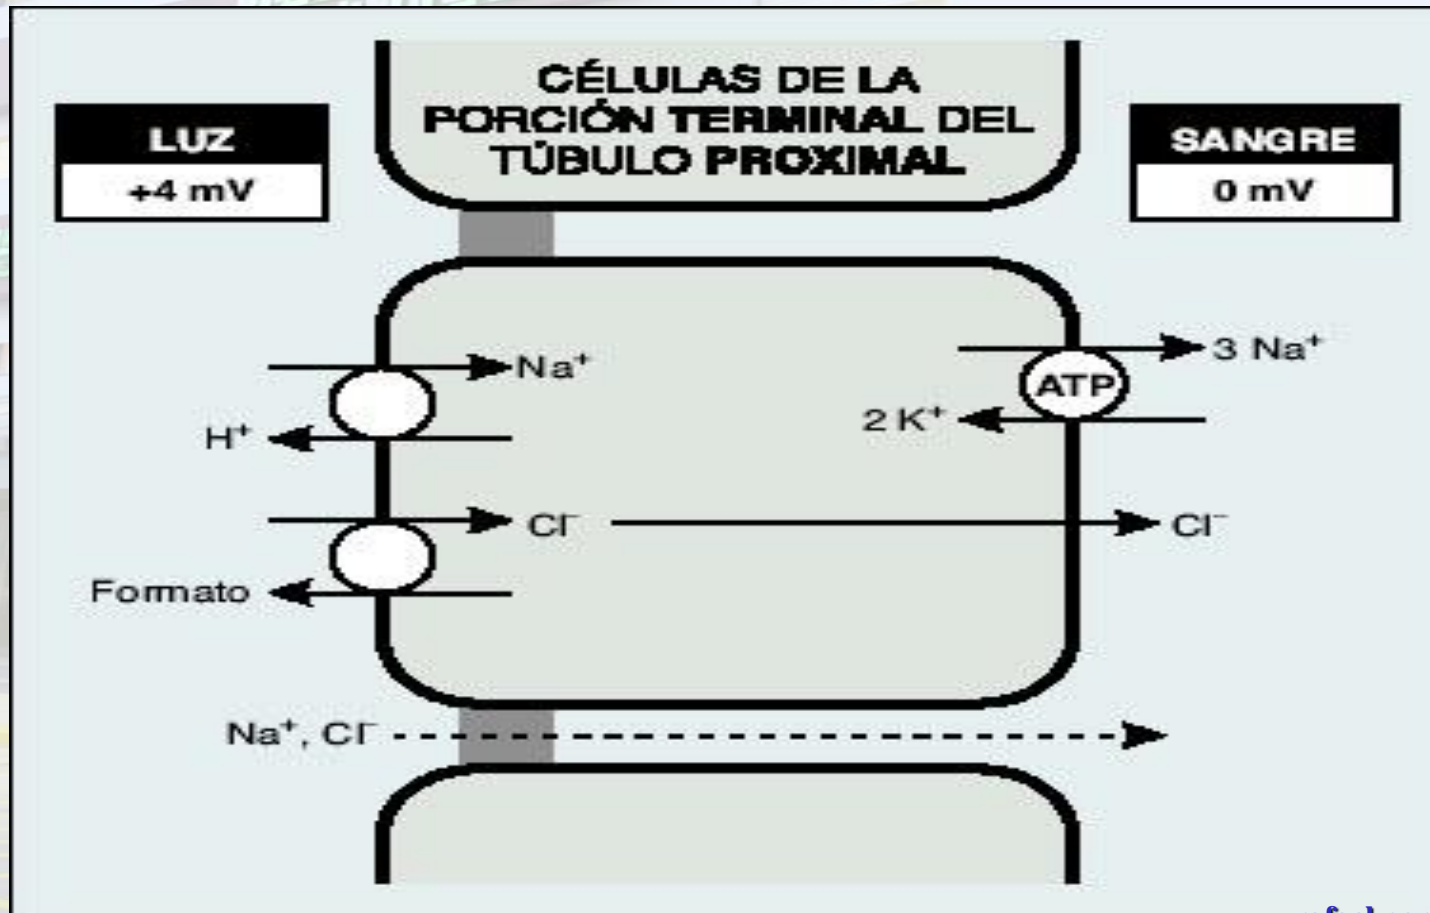 CÉLULAS DE LA
PORCIÓN TERMINAL DEL
TÚBULO PROXIMAL
LUZ
+4 mV
SANGRE
0 mV
Na⁺
3 Na⁺
ATP
H⁺
2 K⁺
Cl⁻
Cl⁻
Formato
Na⁺, Cl⁻